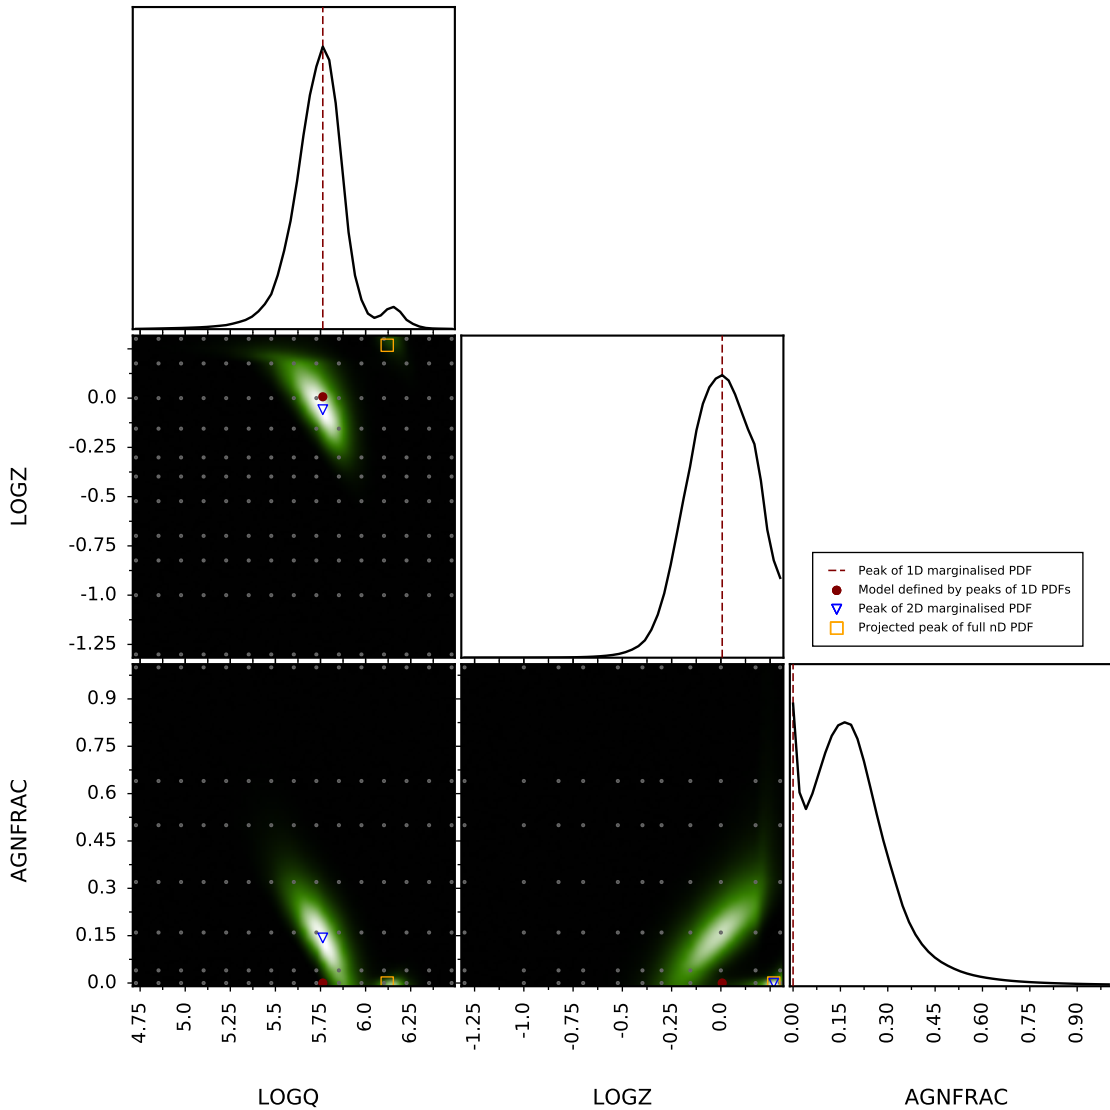 0.0
-0.25
-0.5
-0.75
-1.0
-1.25
LOGZ
Peak of 1D marginalised PDF
Model defined by peaks of 1D PDFs
Peak of 2D marginalised PDF
Projected peak of full nD PDF
0.9
0.75
0.6
0.45
0.3
0.15
0.0
AGNFRAC
4.75 5.0 5.25 5.5 5.75 6.0 6.25
-1.25 -1.0 -0.75 -0.5 -0.25 0.0
0.00 0.15 0.30 0.45 0.60 0.75 0.90
LOGQ LOGZ AGNFRAC